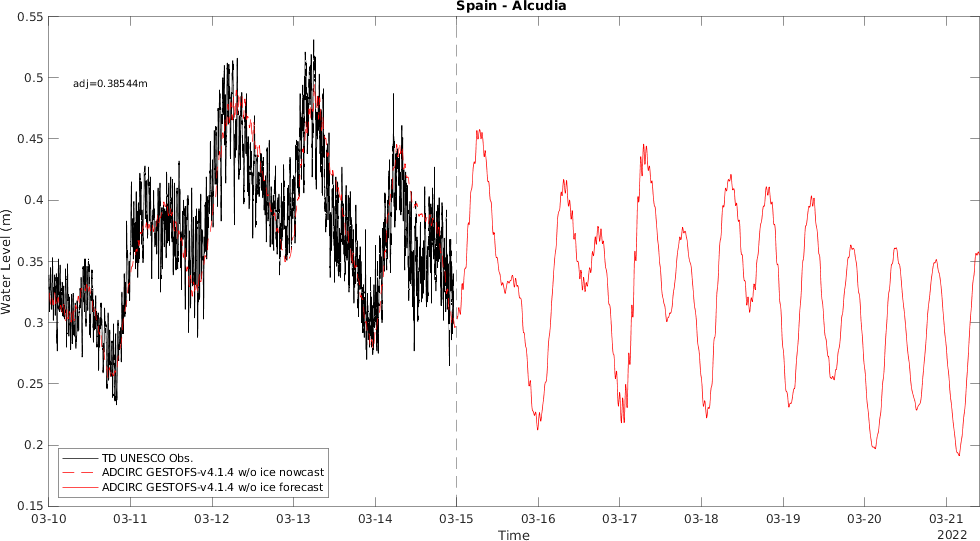 Spain - Alcudia
0.55
0.5
0.45
0.4
0.35
0.3
0.25
0.2
0.15
Water Level (m)
adj=0.38544m
TD UNESCO Obs.
ADCIRC GESTOFS-v4.1.4 w/o ice nowcast
ADCIRC GESTOFS-v4.1.4 w/o ice forecast
03-10 03-11 03-12 03-13 03-14 03-15 03-16 03-17 03-18 03-19 03-20 03-21
Time
2022